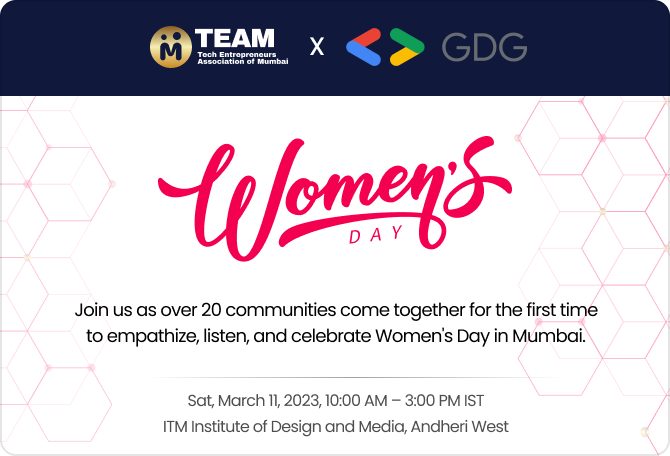 TEAM
Tech Entrepreneurs
Association of Mumbai
X
GDG
Women's
DAY
Join us as over 20 communities come together for the first time
to empathize, listen, and celebrate Women's Day in Mumbai.
Sat, March 11, 2023, 10:00 AM – 3:00 PM IST
ITM Institute of Design and Media, Andheri West